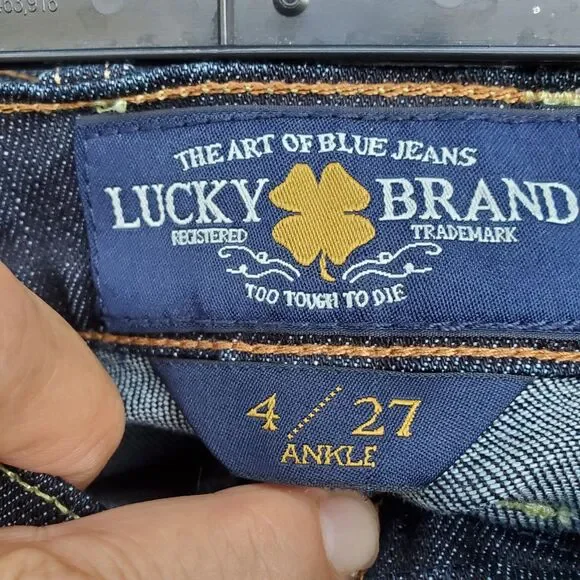 THE ART OF BLUE JEANS
LUCKY BRAND
REGISTERED TRADEMARK
TOO TOUGH TO DIE
4/27
ANKLE